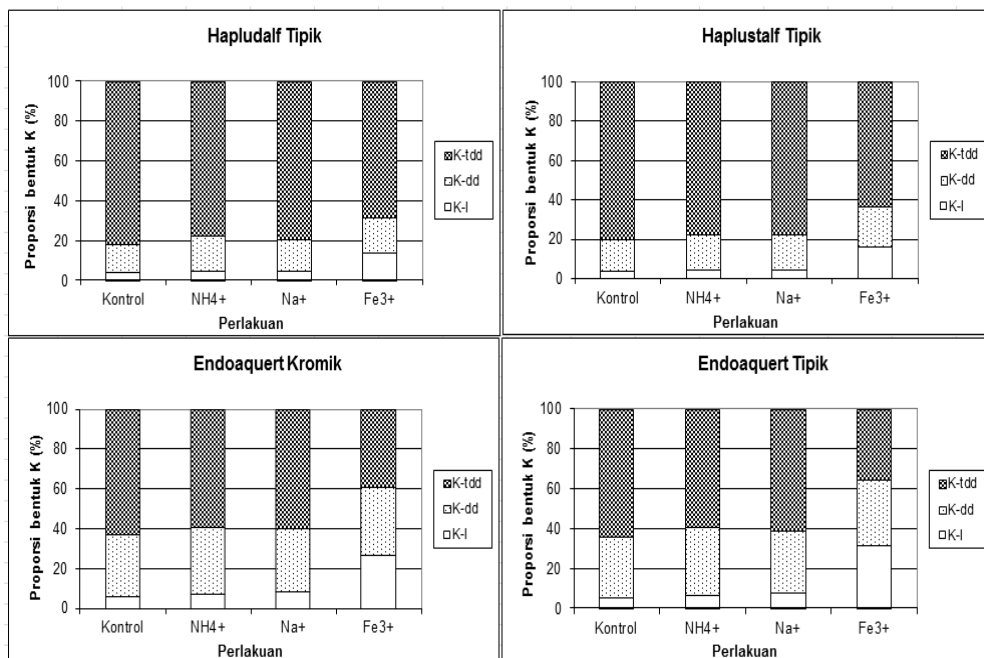 Hapludalf Tipik
Proporsi bentuk K (%)
100
80
60
40
20
0
Kontrol NH4+ Na+ Fe3+
Perlakuan
K-tdd
K-dd
K-l
Haplustalf Tipik
Proporsi bentuk K (%)
100
80
60
40
20
0
Kontrol NH4+ Na+ Fe3+
Perlakuan
K-tdd
K-dd
K-l
Endoaquert Kromik
Proporsi bentuk K (%)
100
80
60
40
20
0
Kontrol NH4+ Na+ Fe3+
Perlakuan
K-tdd
K-dd
K-l
Endoaquert Tipik
Proporsi bentuk K (%)
100
80
60
40
20
0
Kontrol NH4+ Na+ Fe3+
Perlakuan
K-tdd
K-dd
K-l